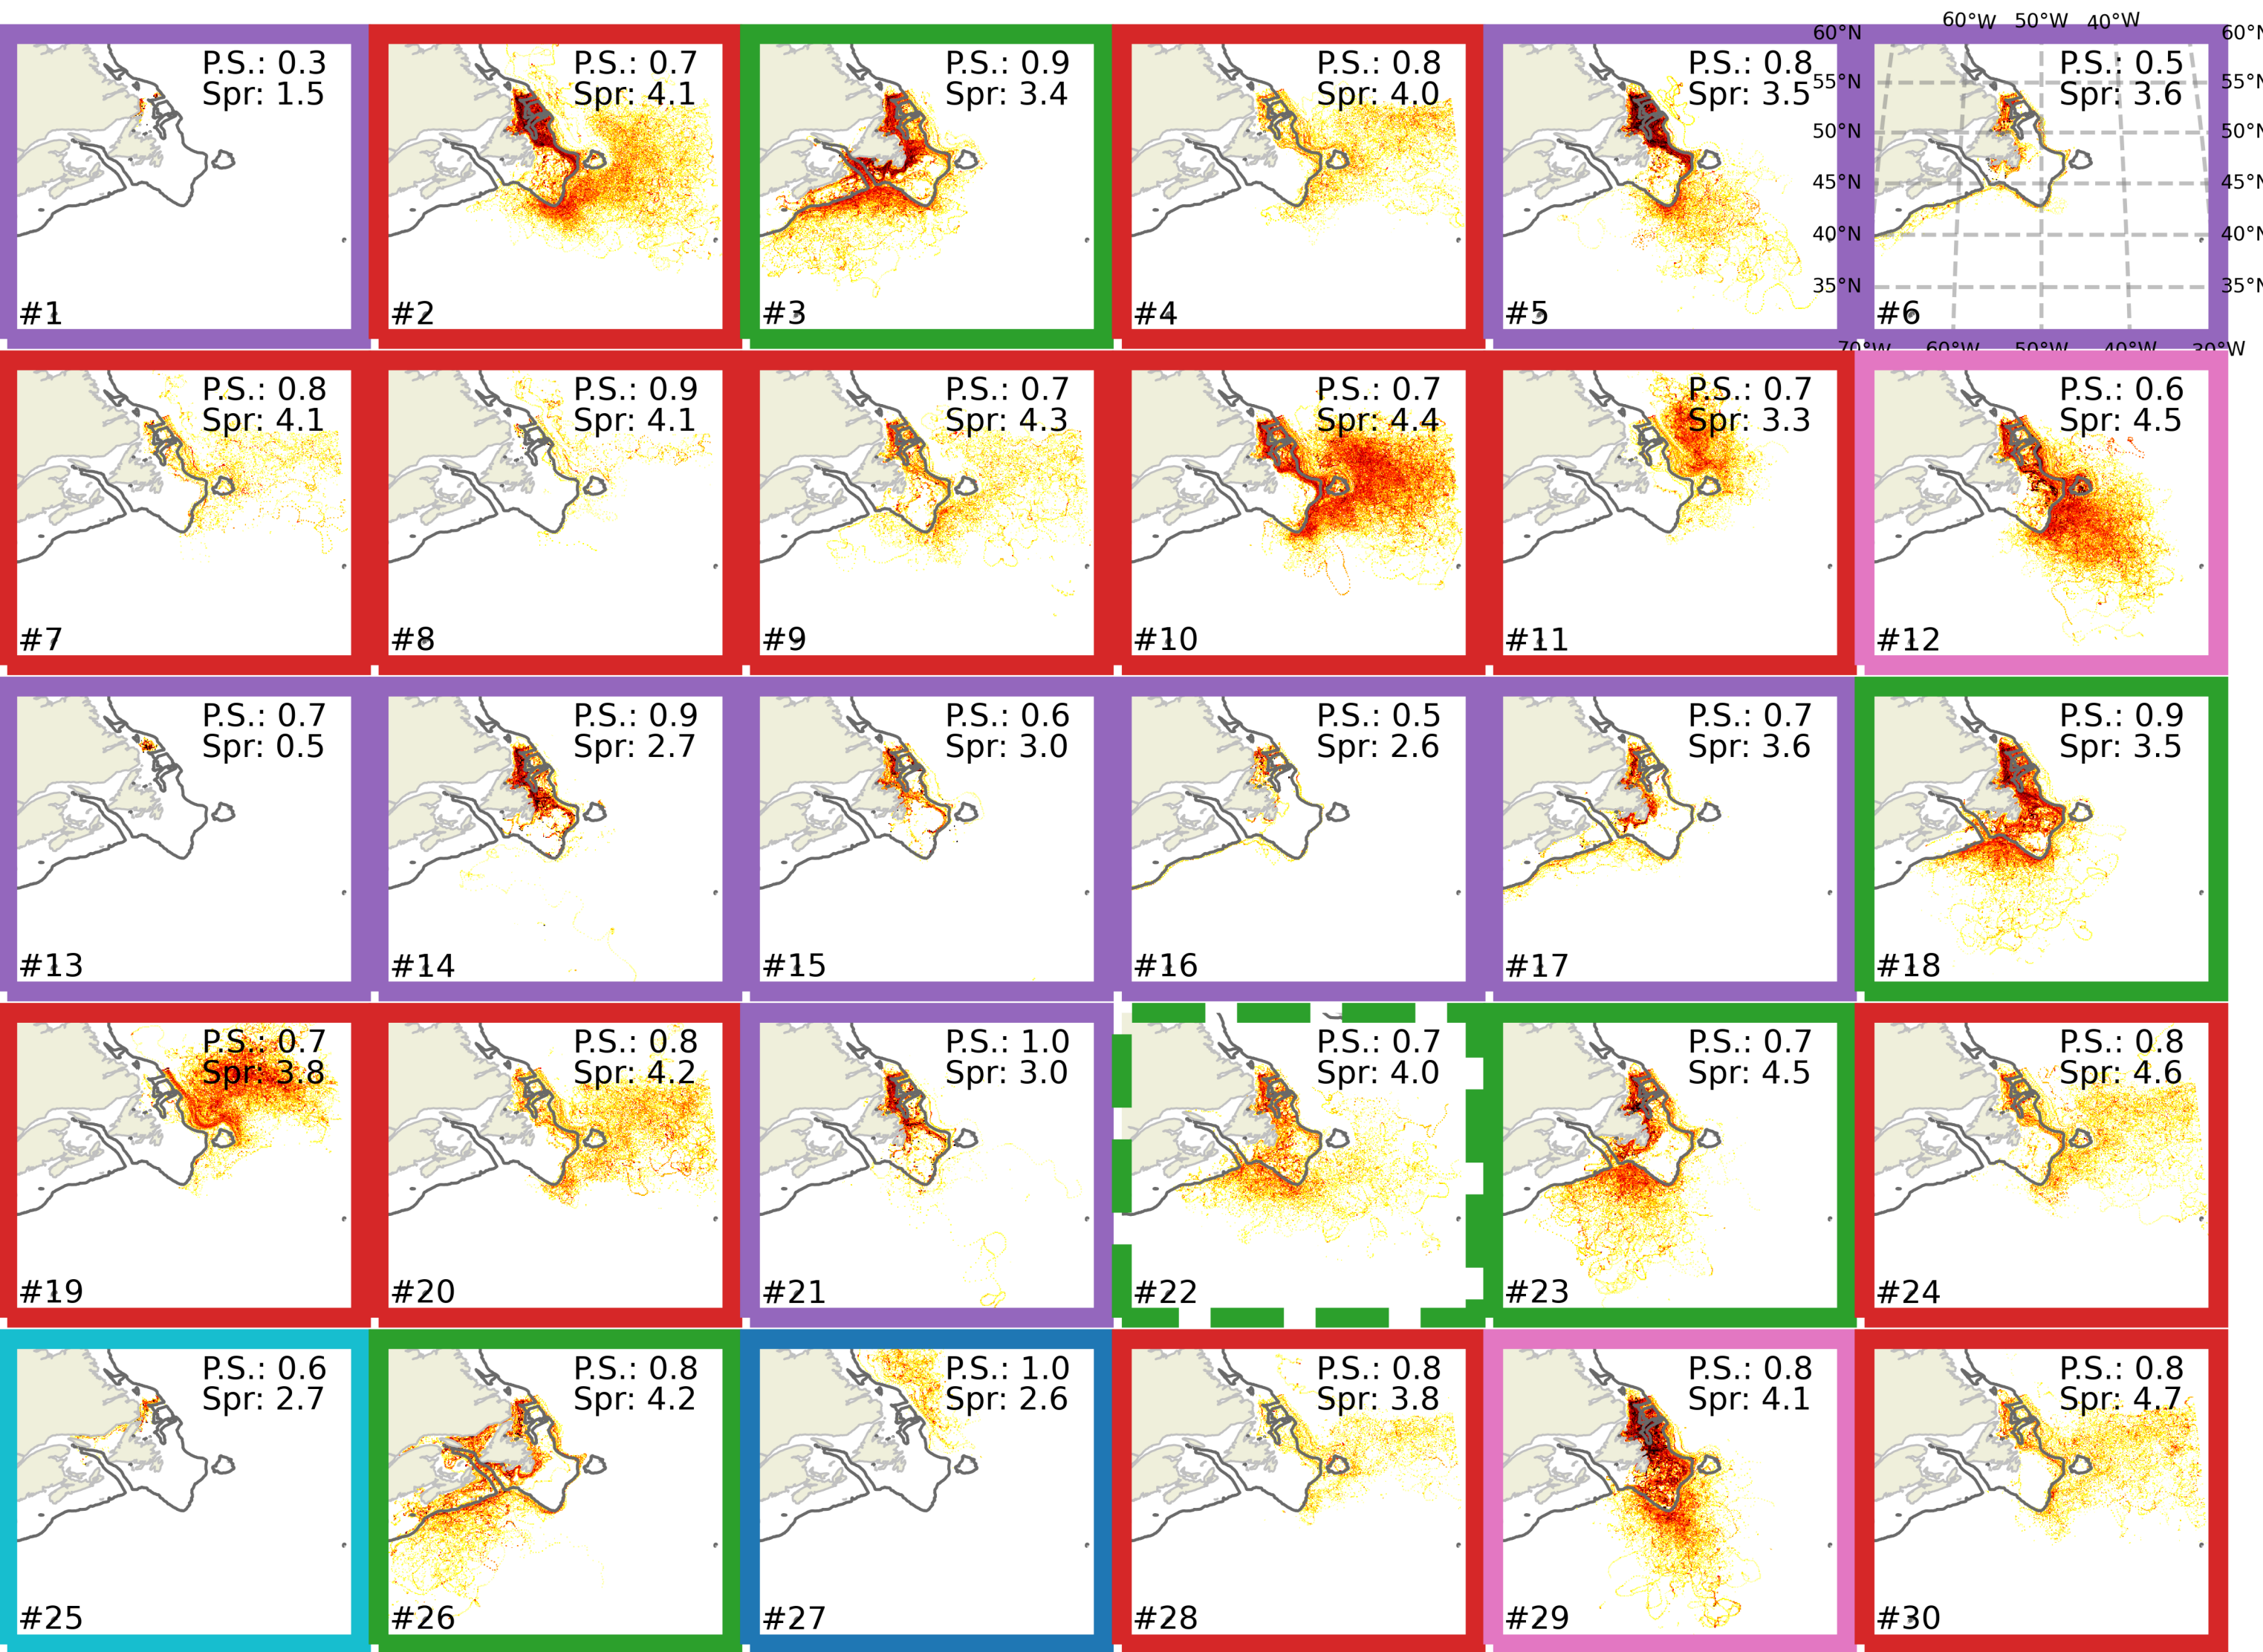 60°W 50°W 40°W
60°N 60°N
P.S.: 0.3
Spr: 1.5
#1
P.S.: 0.7
Spr: 4.1
#2
P.S.: 0.9
Spr: 3.4
#3
P.S.: 0.8
Spr: 4.0
#4
P.S.: 0.8
Spr: 3.5
#5
P.S.: 0.5
Spr: 3.6
55°N 55°N
50°N 50°N
45°N 45°N
40°N 40°N
35°N 35°N
#6
70°W 60°W 50°W 40°W 30°W
P.S.: 0.8
Spr: 4.1
#7
P.S.: 0.9
Spr: 4.1
#8
P.S.: 0.7
Spr: 4.3
#9
P.S.: 0.7
Spr: 4.4
#10
P.S.: 0.7
Spr: 3.3
#11
P.S.: 0.6
Spr: 4.5
#12
P.S.: 0.7
Spr: 0.5
#13
P.S.: 0.9
Spr: 2.7
#14
P.S.: 0.6
Spr: 3.0
#15
P.S.: 0.5
Spr: 2.6
#16
P.S.: 0.7
Spr: 3.6
#17
P.S.: 0.9
Spr: 3.5
#18
P.S.: 0.7
Spr: 3.8
#19
P.S.: 0.8
Spr: 4.2
#20
P.S.: 1.0
Spr: 3.0
#21
P.S.: 0.7
Spr: 4.0
#22
P.S.: 0.7
Spr: 4.5
#23
P.S.: 0.8
Spr: 4.6
#24
P.S.: 0.6
Spr: 2.7
#25
P.S.: 0.8
Spr: 4.2
#26
P.S.: 1.0
Spr: 2.6
#27
P.S.: 0.8
Spr: 3.8
#28
P.S.: 0.8
Spr: 4.1
#29
P.S.: 0.8
Spr: 4.7
#30